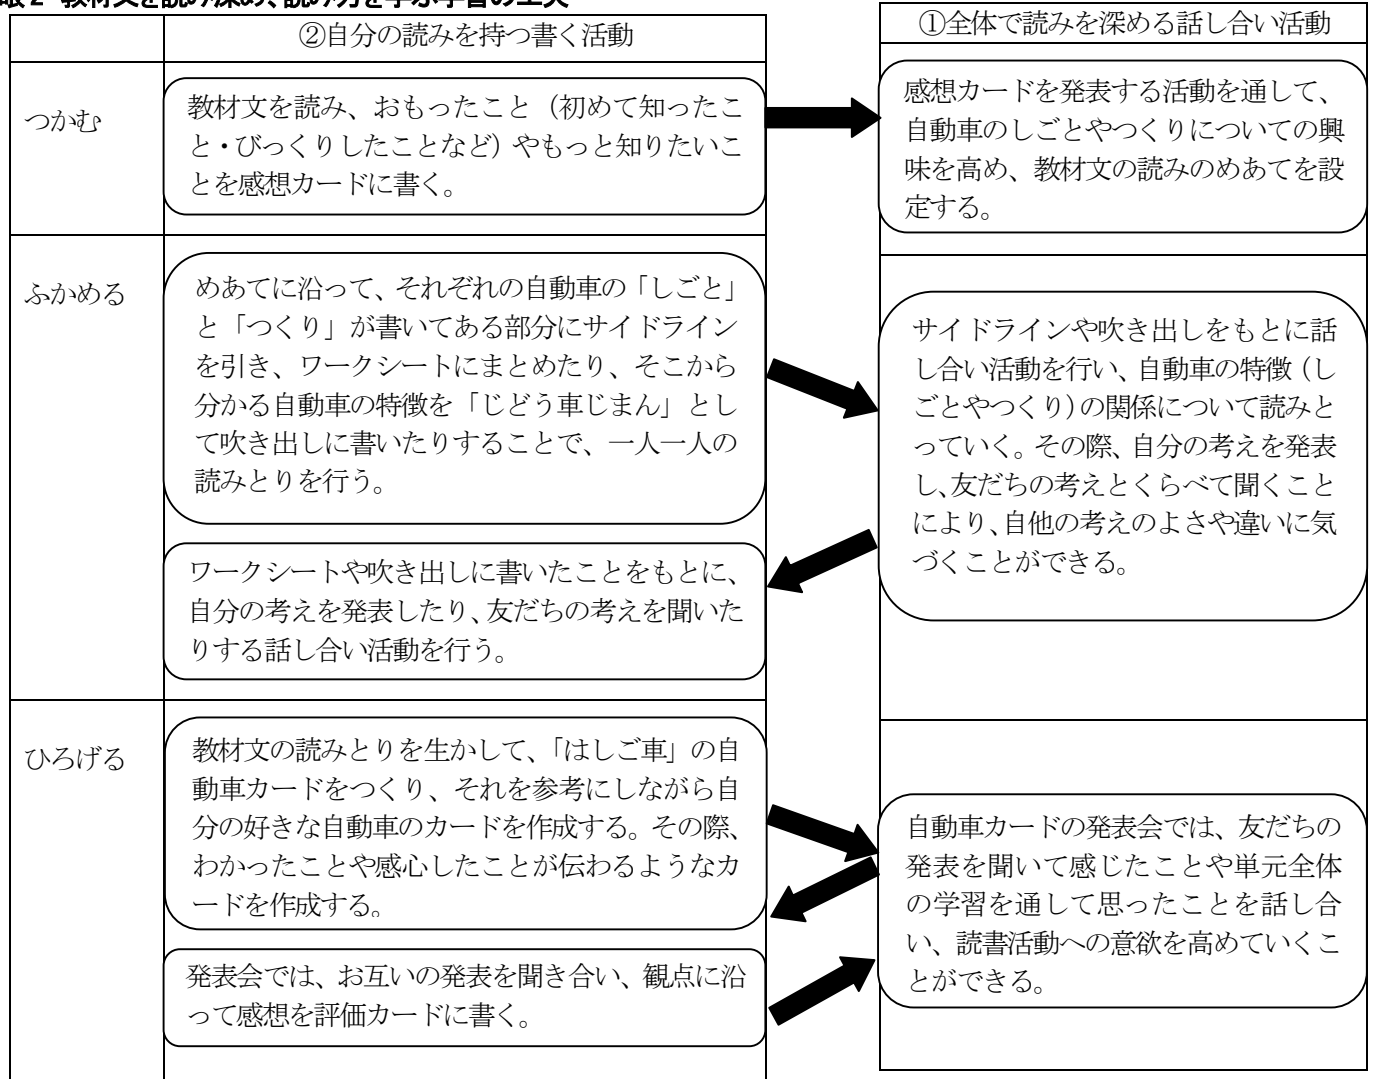 眼2 教材文を読み深め、読み方を学ぶ学習の工夫
②自分の読みを持つ書く活動
①全体で読みを深める話し合い活動
つかむ
教材文を読み、おもったこと（初めて知ったこ
と・びっくりしたことなど）やもっと知りたいこ
とを感想カードに書く。
感想カードを発表する活動を通して、
自動車のしごとやつくりについての興
味を高め、教材文の読みのめあてを設
定する。
ふかめる
めあてに沿って、それぞれの自動車の「しごと」
と「つくり」が書いてある部分にサイドライン
を引き、ワークシートにまとめたり、そこから
分かる自動車の特徴を「じどう車じまん」とし
て吹き出しに書いたりすることで、一人一人の
読みとりを行う。
ワークシートや吹き出しに書いたことをもとに、
自分の考えを発表したり、友だちの考えを聞いた
りする話し合い活動を行う。
サイドラインや吹き出しをもとに話
し合い活動を行い、自動車の特徴（し
ごとやつくり）の関係について読みと
っていく。その際、自分の考えを発表
し、友だちの考えとくらべて聞くこと
により、自他の考えのよさや違いに気
づくことができる。
ひろげる
教材文の読みとりを生かして、「はしご車」の自
動車カードをつくり、それを参考にしながら自
分の好きな自動車のカードを作成する。その際、
わかったことや感心したことが伝わるようなカ
ードを作成する。
発表会では、お互いの発表を聞き合い、観点に沿
って感想を評価カードに書く。
自動車カードの発表会では、友だちの
発表を聞いて感じたことや単元全体
の学習を通して思ったことを話し合
い、読書活動への意欲を高めていくこ
とができる。